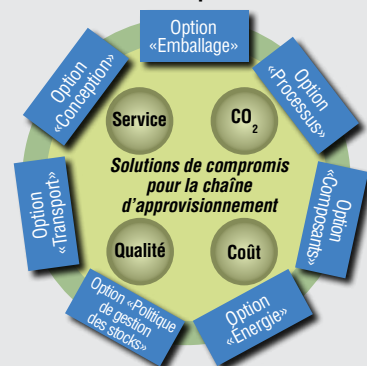 Option
«Emballage»
Option
«Conception»
Option
«Processus»
Service
CO2
Solutions de compromis
pour la chaîne
d'approvisionnement
Option
«Transport»
Option
«Composants»
Qualité
Coût
Option «Politique
de gestion
des stocks»
Option
«Énergie»